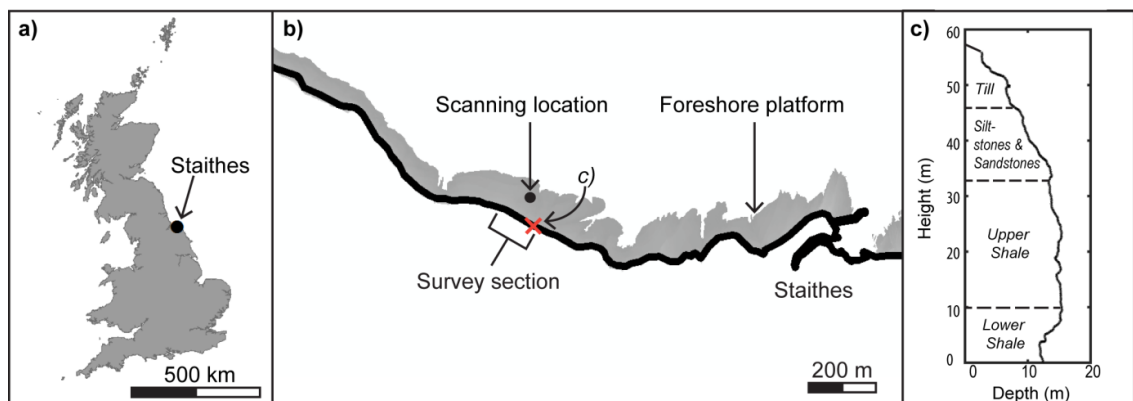 a)
Staithes
500 km
b)
Scanning location
Foreshore platform
c)
Survey section
Staithes
200 m
c)
60
50
40
30
20
10
0
Height (m)
Till
Silt-
stones &
Sandstones
Upper
Shale
Lower
Shale
0
10
20
Depth (m)